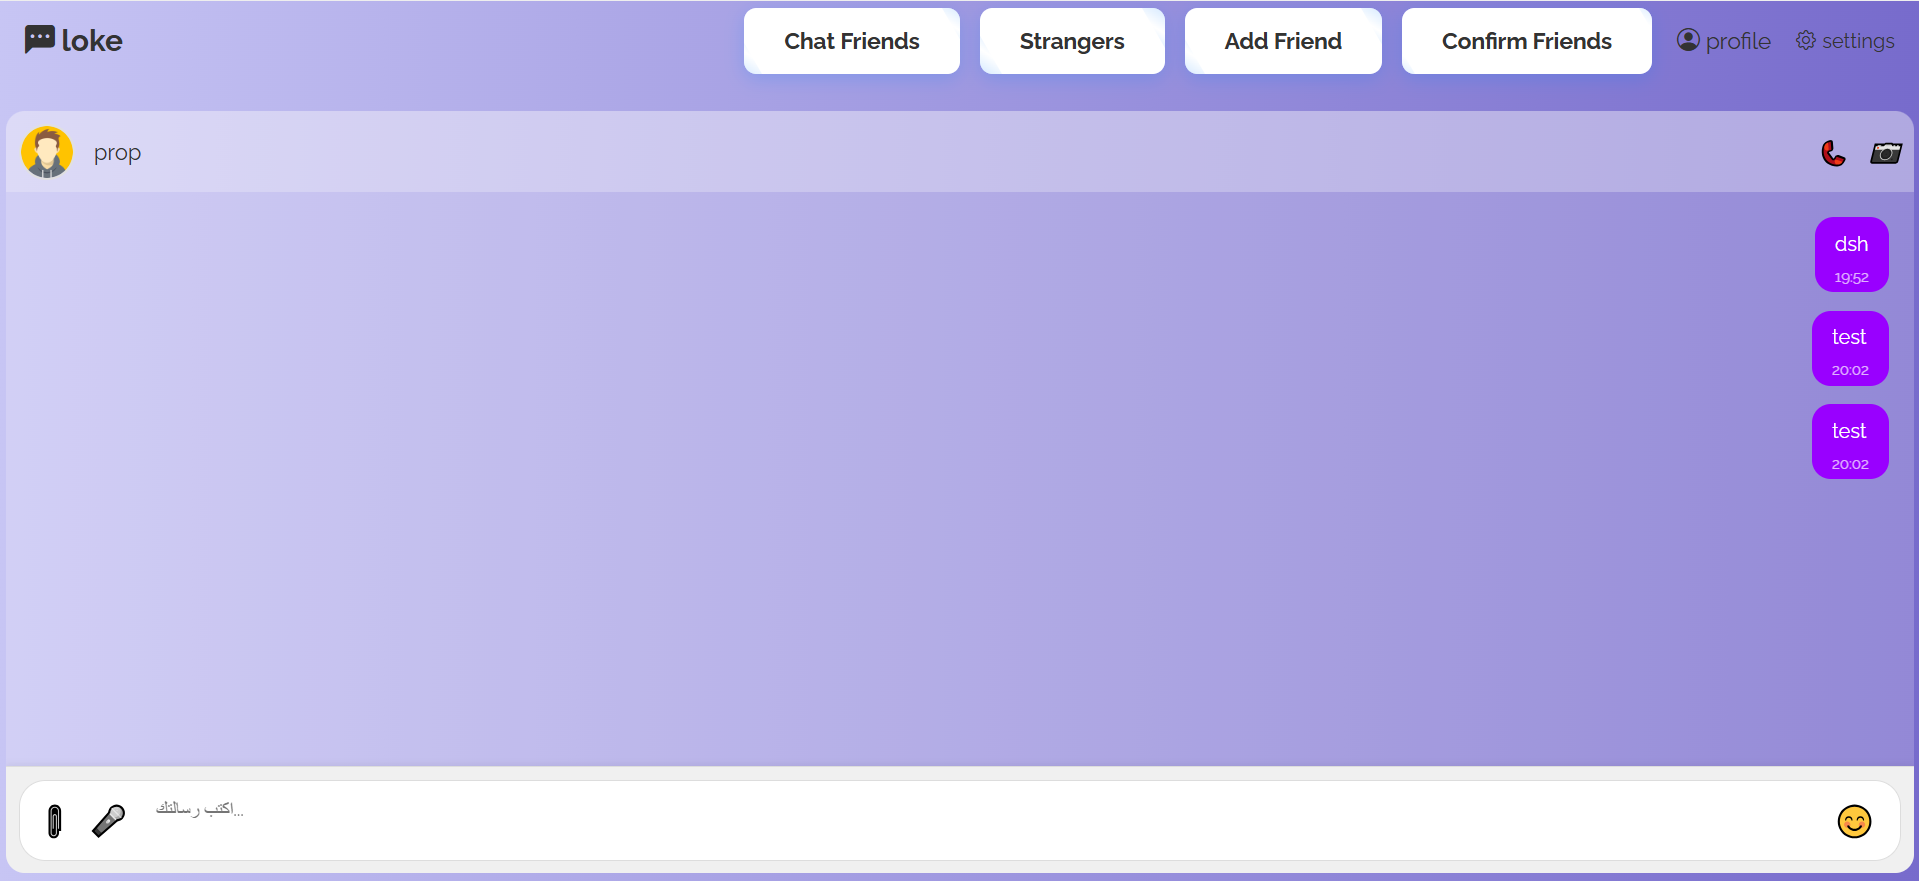 loke
Chat Friends
Strangers
Add Friend
Confirm Friends
profile
settings
prop
dsh
19:52
test
20:02
test
20:02
اكتب رسالتك...